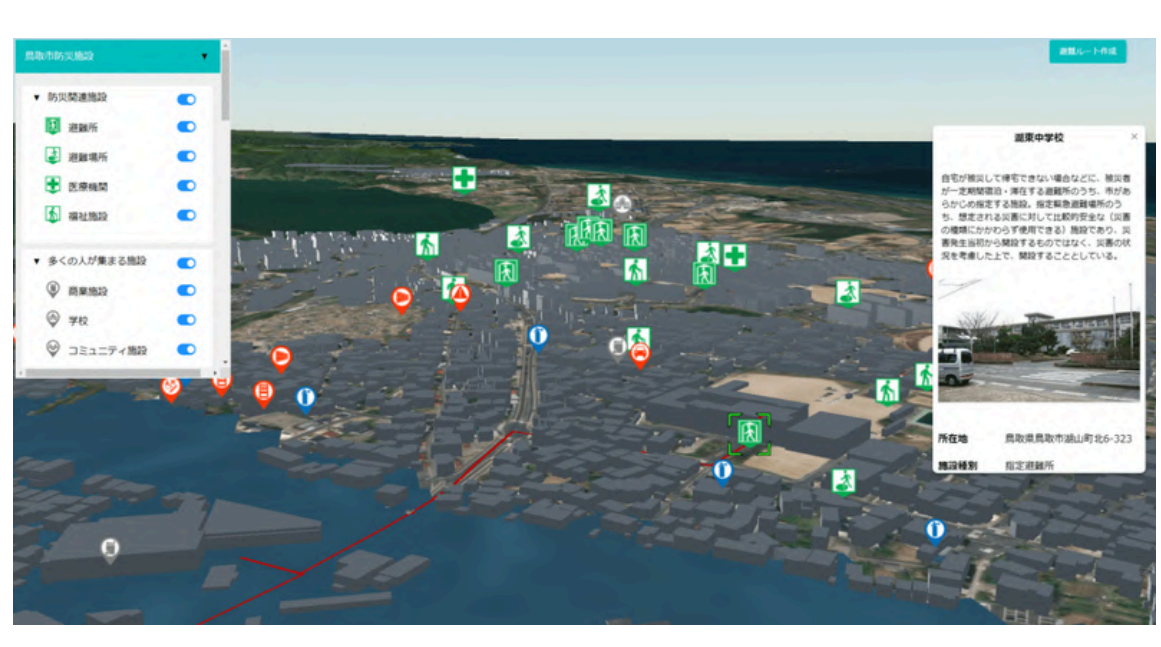 鳥取市防災施設
防災関連施設
避難所
避難場所
医療機関
福祉施設
多くの人が集まる施設
商業施設
学校
コミュニティ施設
避難ルート作成
湖東中学校
×
自宅が被災して帰宅できない場合などに、被災者
が一定期間宿泊・滞在する避難所のうち、市があ
らかじめ指定する施設。指定緊急避難場所のう
ち、想定される災害に対して比較的安全な（災害
の種類にかかわらず使用できる）施設であり、災
害発生当初から開設するものではなく、災害の状
況を考慮した上で、開設することとしている。
所在地 鳥取県鳥取市湖山町北6-323
施設種別 指定避難所